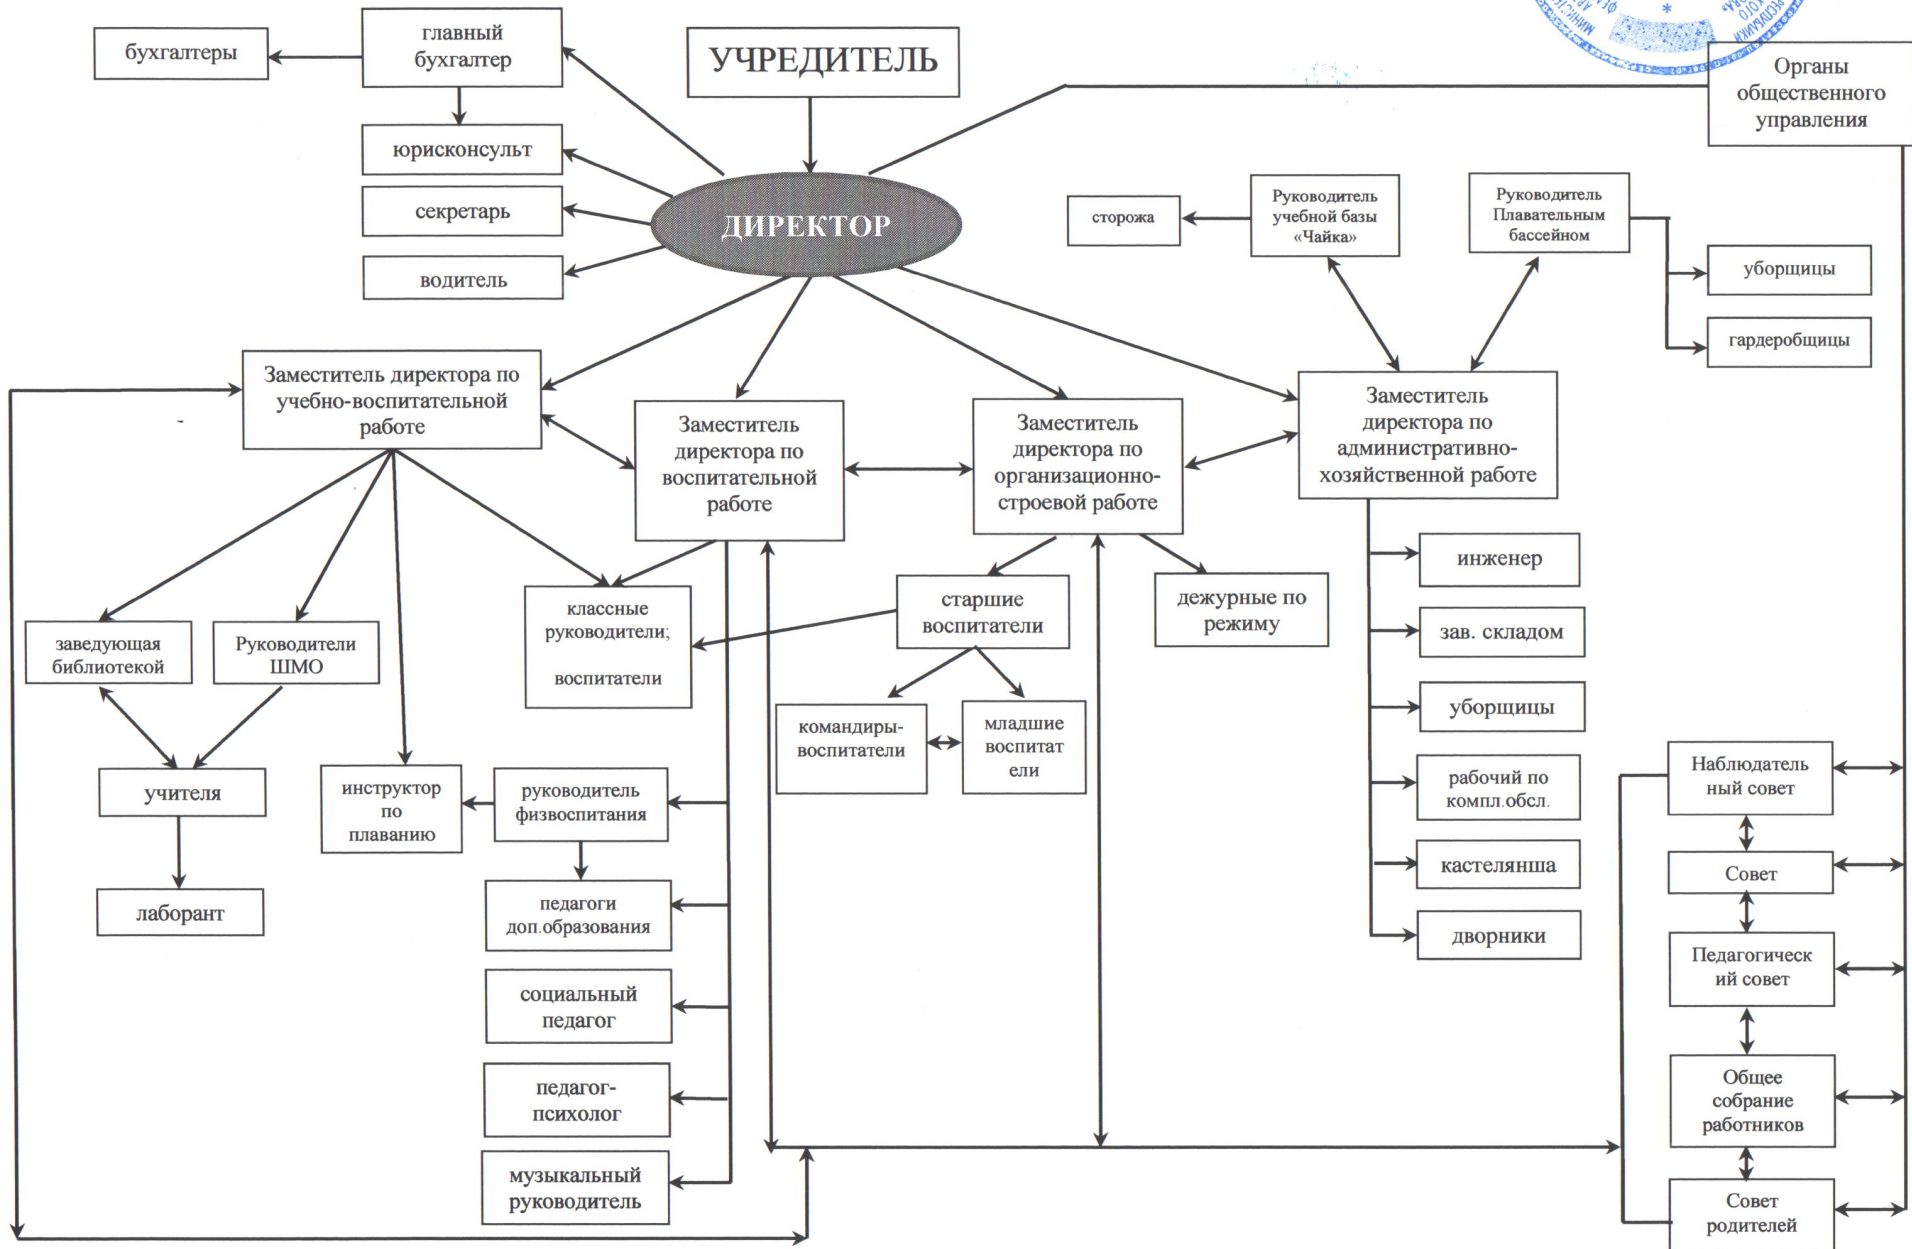 УЧРЕДИТЕЛЬ
главный
бухгалтер
бухгалтеры
Органы
общественного
управления
юрисконсульт
секретарь
водитель
ДИРЕКТОР
сторожа
Руководитель
учебной базы
«Чайка»
Руководитель
Плавательным
бассейном
уборщицы
гардеробщицы
Заместитель директора по
учебно-воспитательной
работе
Заместитель
директора по
воспитательной
работе
Заместитель
директора по
организационно-
строевой работе
Заместитель
директора по
административно-
хозяйственной работе
заведующая
библиотекой
Руководители
ШМО
классные
руководители;
воспитатели
старшие
воспитатели
дежурные по
режиму
инженер
зав. складом
уборщицы
рабочий по
компл.обсл.
кастелянша
дворники
командиры-
воспитатели
младшие
воспитат
ели
учителя
лаборант
инструктор
по
плаванию
руководитель
физвоспитания
педагоги
доп.образования
социальный
педагог
педагог-
психолог
музыкальный
руководитель
Наблюдатель
ный совет
Совет
Педагогическ
ий совет
Общее
собрание
работников
Совет
родителей